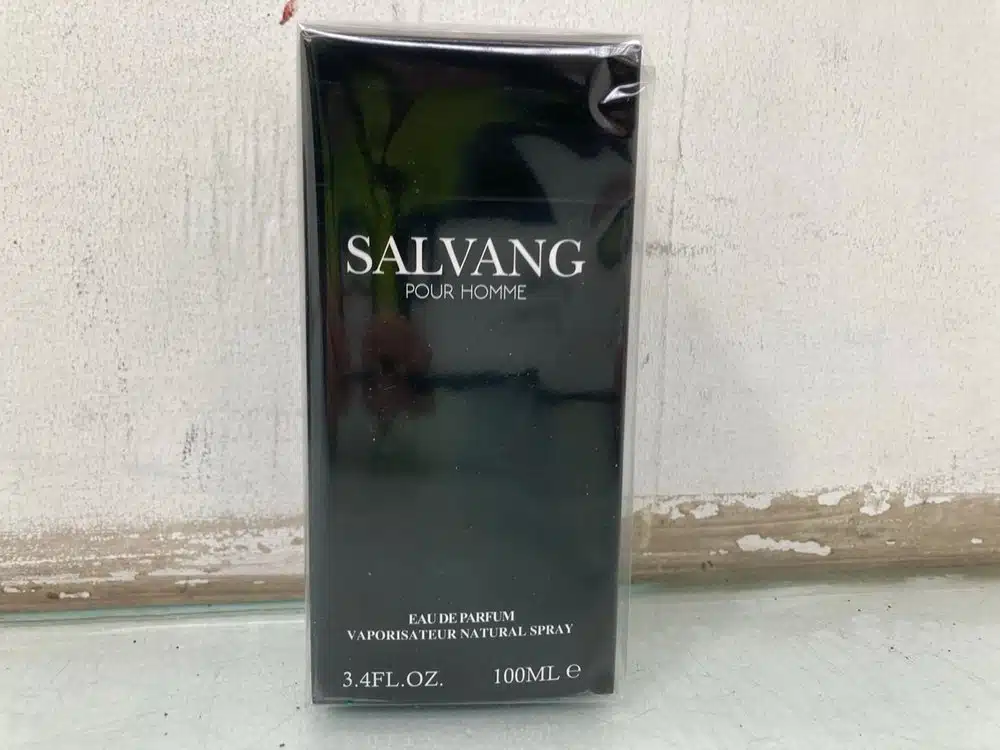 SALVANG
POUR HOMME
EAU DE PARFUM
VAPORISATEUR NATURAL SPRAY
3.4FL.OZ. 100ML ℮